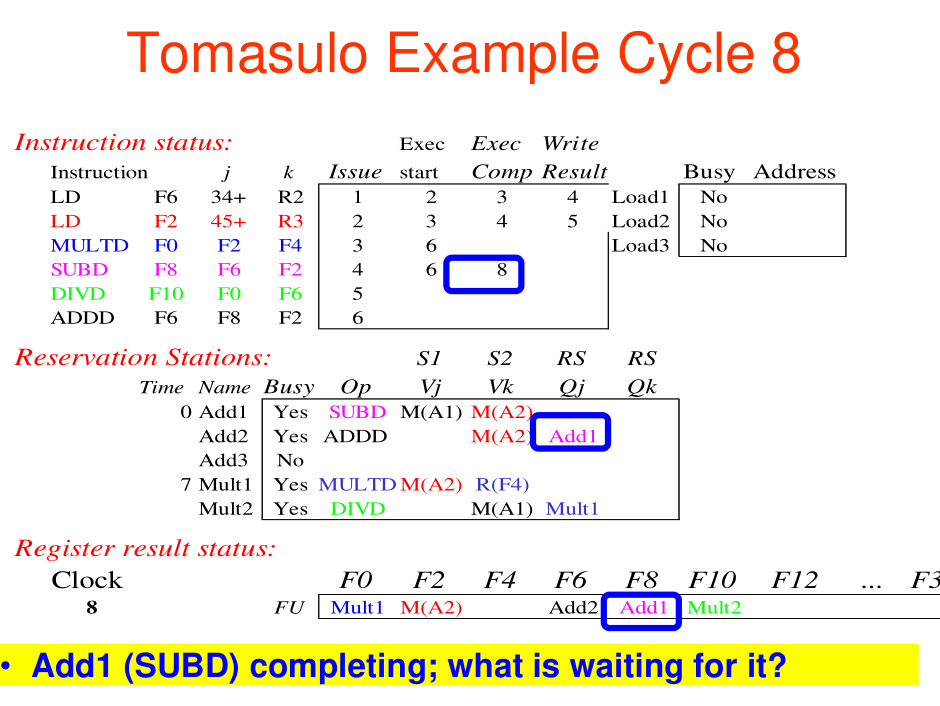 Tomasulo Example Cycle 8
Instruction status: Exec Exec Write
Instruction j k Issue start Comp Result Busy Address
LD F6 34+ R2 1 2 3 4 Load1 No
LD F2 45+ R3 2 3 4 5 Load2 No
MULTD F0 F2 F4 3 6 Load3 No
SUBD F8 F6 F2 4 6 8
DIVD F10 F0 F6 5
ADDD F6 F8 F2 6
Reservation Stations: S1 S2 RS RS
Time Name Busy Op Vj Vk Qj Qk
0 Add1 Yes SUBD M(A1) M(A2)
Add2 Yes ADDD M(A2) Add1
Add3 No
7 Mult1 Yes MULTD M(A2) R(F4)
Mult2 Yes DIVD M(A1) Mult1
Register result status:
Clock F0 F2 F4 F6 F8 F10 F12 ... F3
8 FU Mult1 M(A2) Add2 Add1 Mult2
• Add1 (SUBD) completing; what is waiting for it?